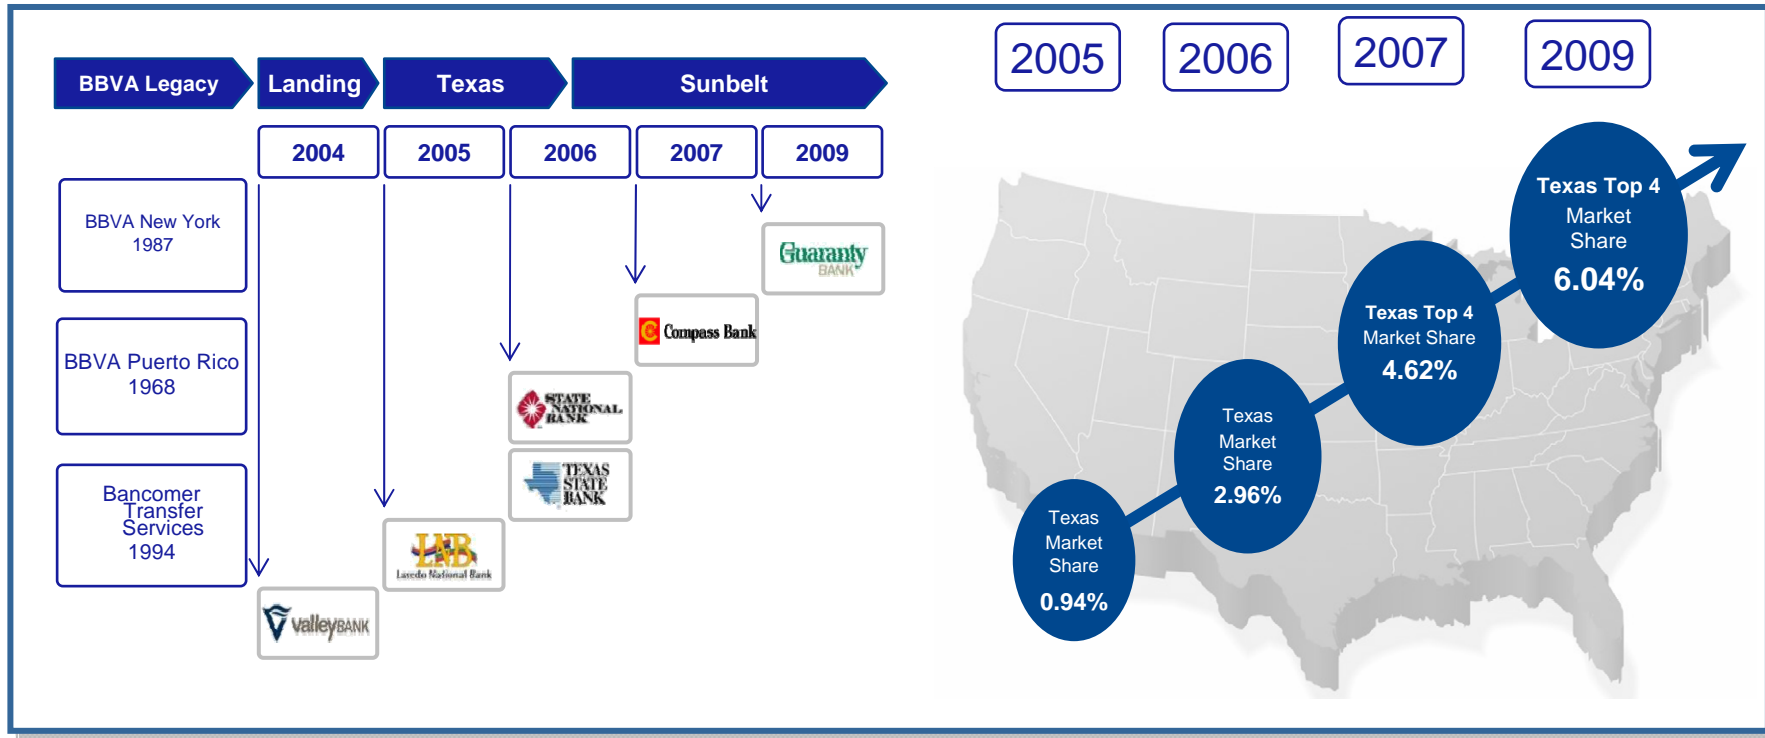 BBVA Legacy
Landing
Texas
Sunbelt
2004
2005
2006
2007
2009
BBVA New York
1987
BBVA Puerto Rico
1968
Bancomer
Transfer
Services
1994
Guaranty
BANK
Compass Bank
STATE
NATIONAL
BANK
TEXAS
STATE
BANK
LNB
Laredo National Bank
valleyBANK
2005
2006
2007
2009
Texas
Market
Share
0.94%
Texas
Market
Share
2.96%
Texas Top 4
Market Share
4.62%
Texas Top 4
Market
Share
6.04%